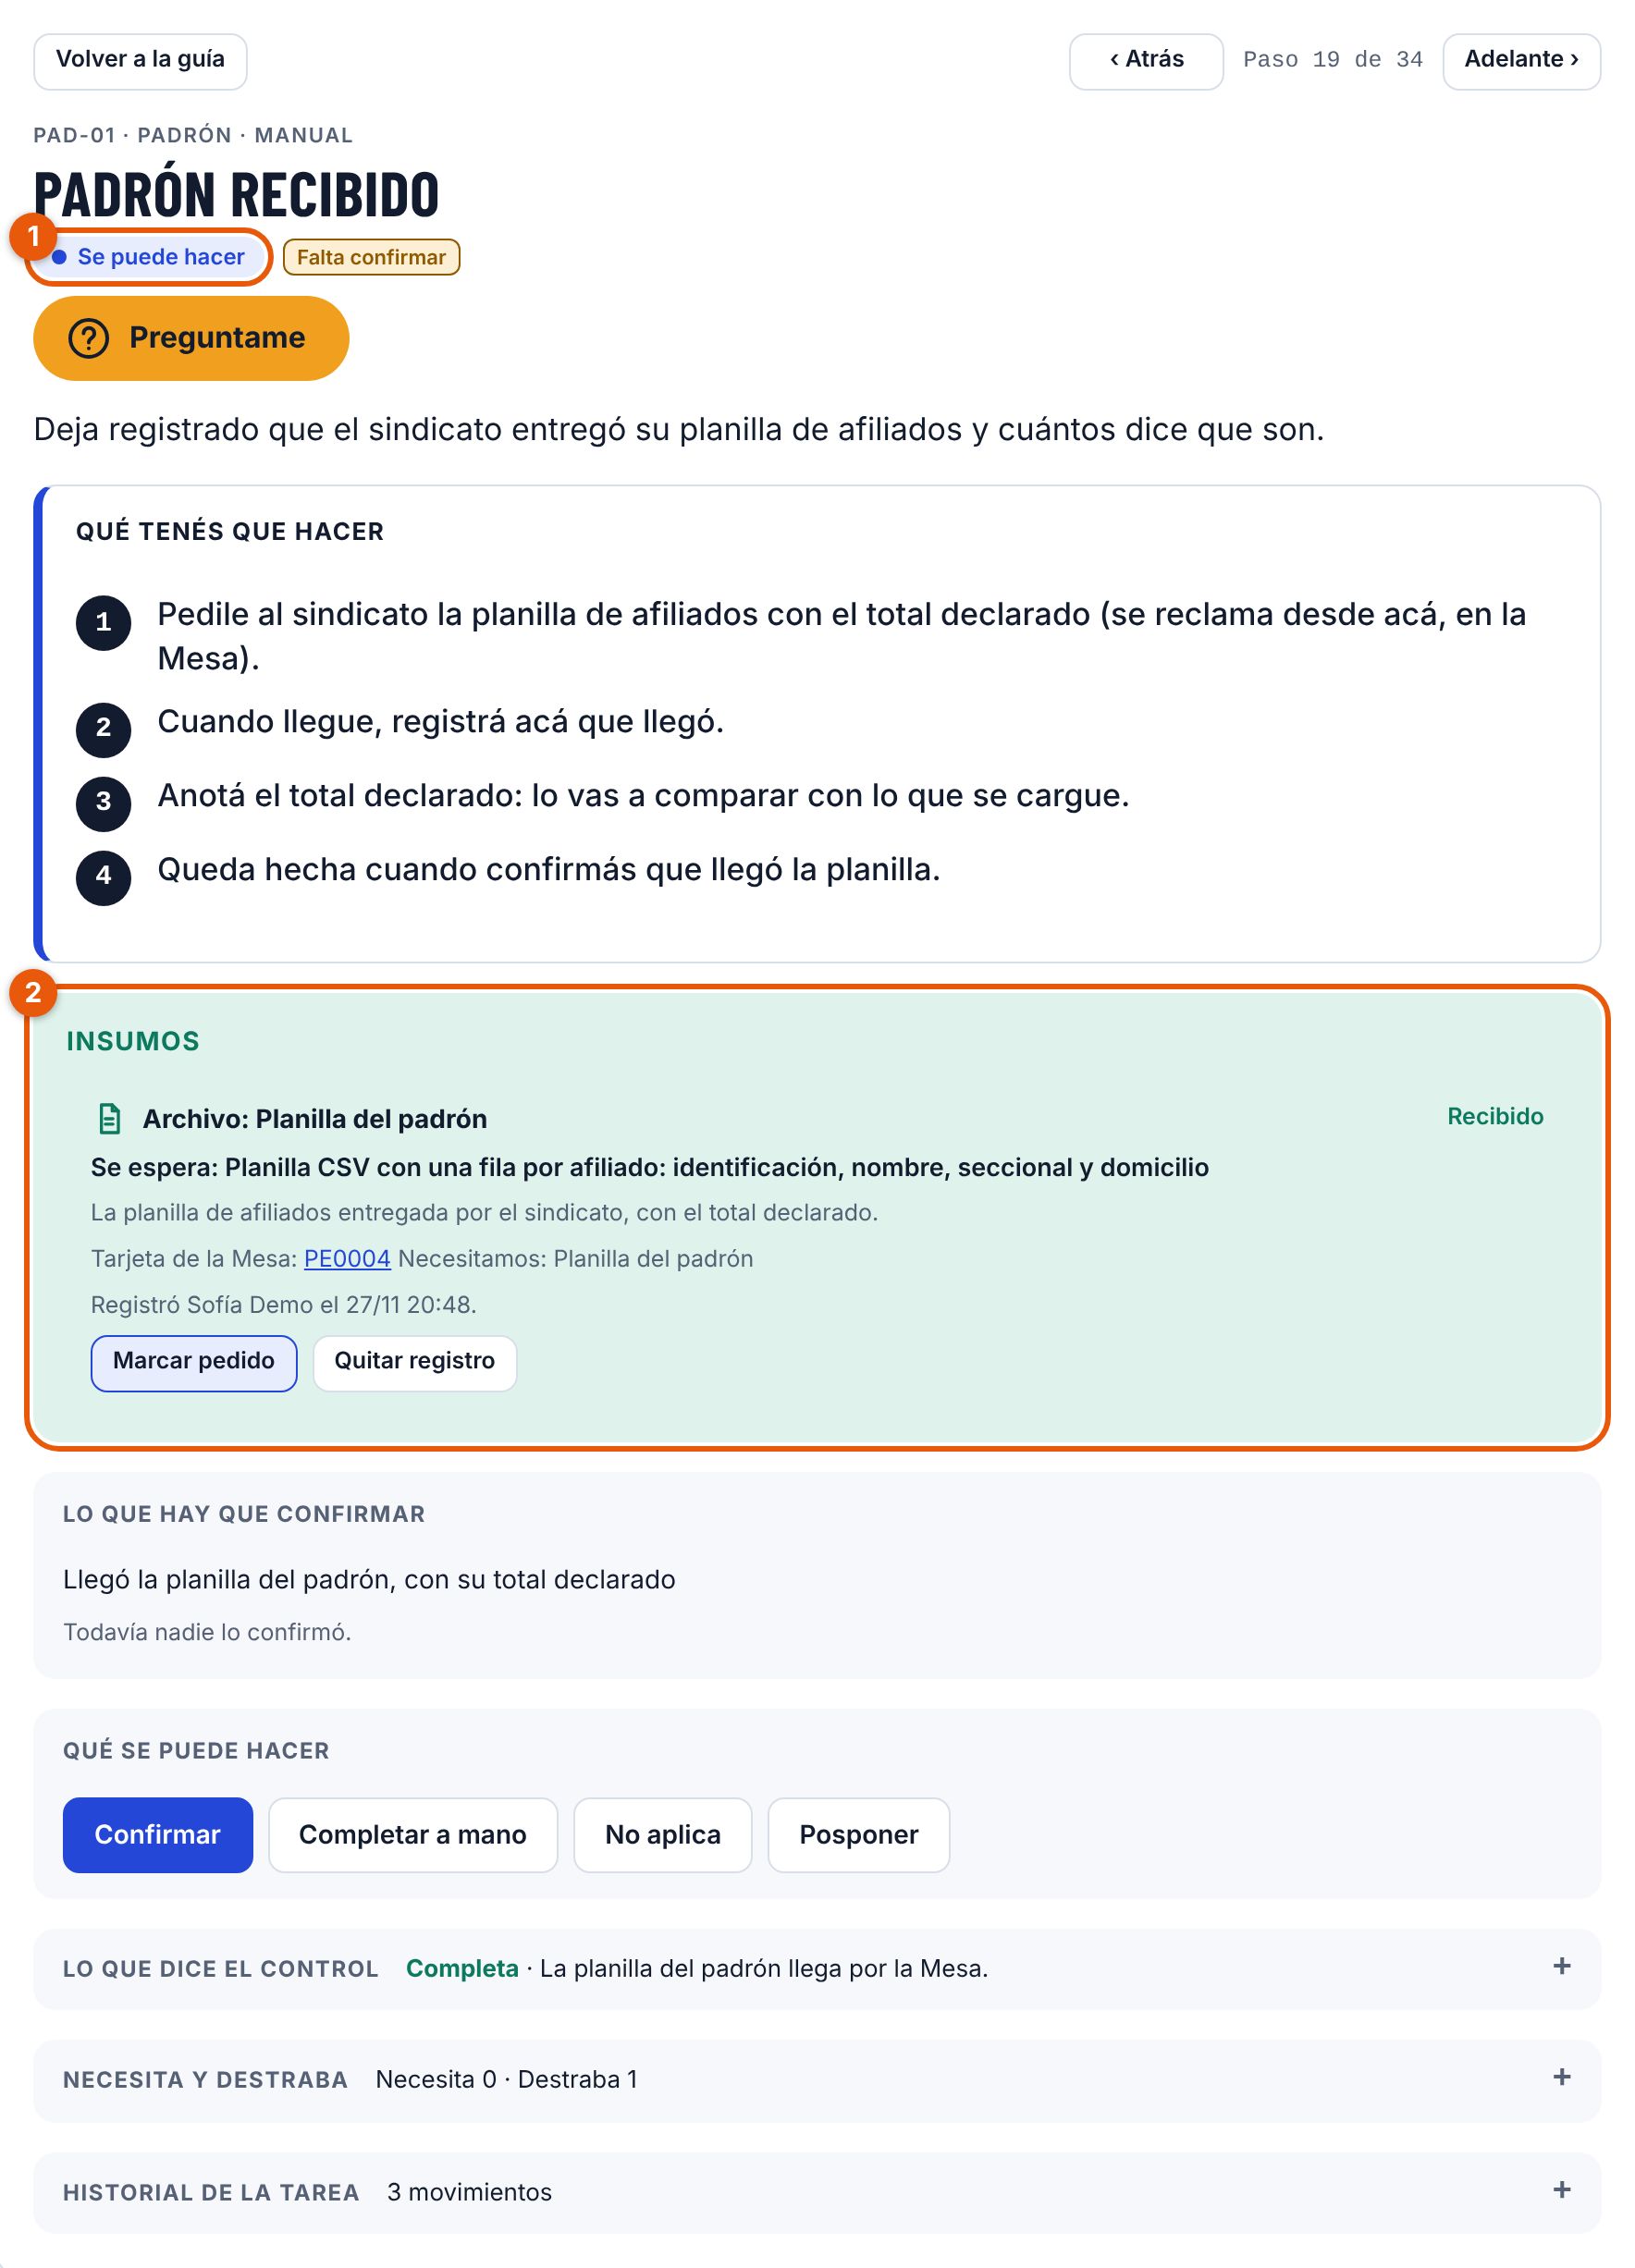 Volver a la guía
‹ Atrás
Paso 19 de 34
Adelante ›
PAD-01 · PADRÓN · MANUAL
PADRÓN RECIBIDO
1
Se puede hacer
Falta confirmar
? Preguntame
Deja registrado que el sindicato entregó su planilla de afiliados y cuántos dice que son.
QUÉ TENÉS QUE HACER
1 Pedile al sindicato la planilla de afiliados con el total declarado (se reclama desde acá, en la
Mesa).
2 Cuando llegue, registrá acá que llegó.
3 Anotá el total declarado: lo vas a comparar con lo que se cargue.
4 Queda hecha cuando confirmás que llegó la planilla.
2
INSUMOS
Archivo: Planilla del padrón
Recibido
Se espera: Planilla CSV con una fila por afiliado: identificación, nombre, seccional y domicilio
La planilla de afiliados entregada por el sindicato, con el total declarado.
Tarjeta de la Mesa: PE0004 Necesitamos: Planilla del padrón
Registró Sofía Demo el 27/11 20:48.
Marcar pedido
Quitar registro
LO QUE HAY QUE CONFIRMAR
Llegó la planilla del padrón, con su total declarado
Todavía nadie lo confirmó.
QUÉ SE PUEDE HACER
Confirmar
Completar a mano
No aplica
Posponer
LO QUE DICE EL CONTROL Completa · La planilla del padrón llega por la Mesa. +
NECESITA Y DESTRABA Necesita 0 · Destraba 1 +
HISTORIAL DE LA TAREA 3 movimientos +